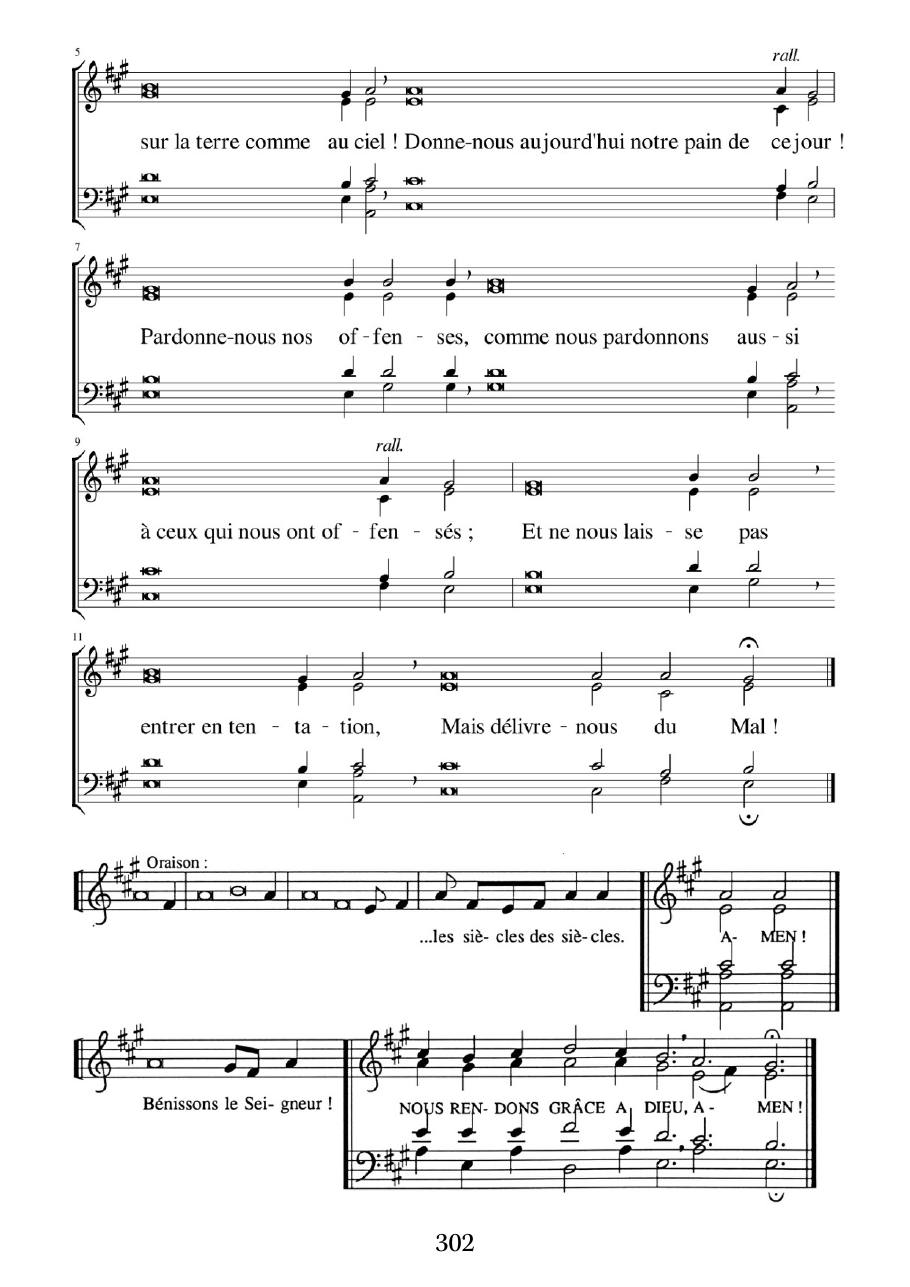 5
rall.
sur la terre comme au ciel ! Donne-nous aujourd'hui notre pain de ce jour !
7
Pardonne-nous nos of - fen - ses, comme nous pardonnons aus - si
9
rall.
à ceux qui nous ont of - fen - sés ; Et ne nous lais - se pas
11
entrer en ten - ta - tion, Mais délivre - nous du Mal !
Oraison :
...les siè- cles des siè- cles. A- MEN !
Bénissons le Sei- gneur ! NOUS REN- DONS GRÂCE A DIEU, A - MEN !
302